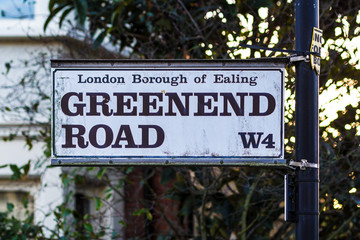 London Borough of Ealing
GREENEND
ROAD W4